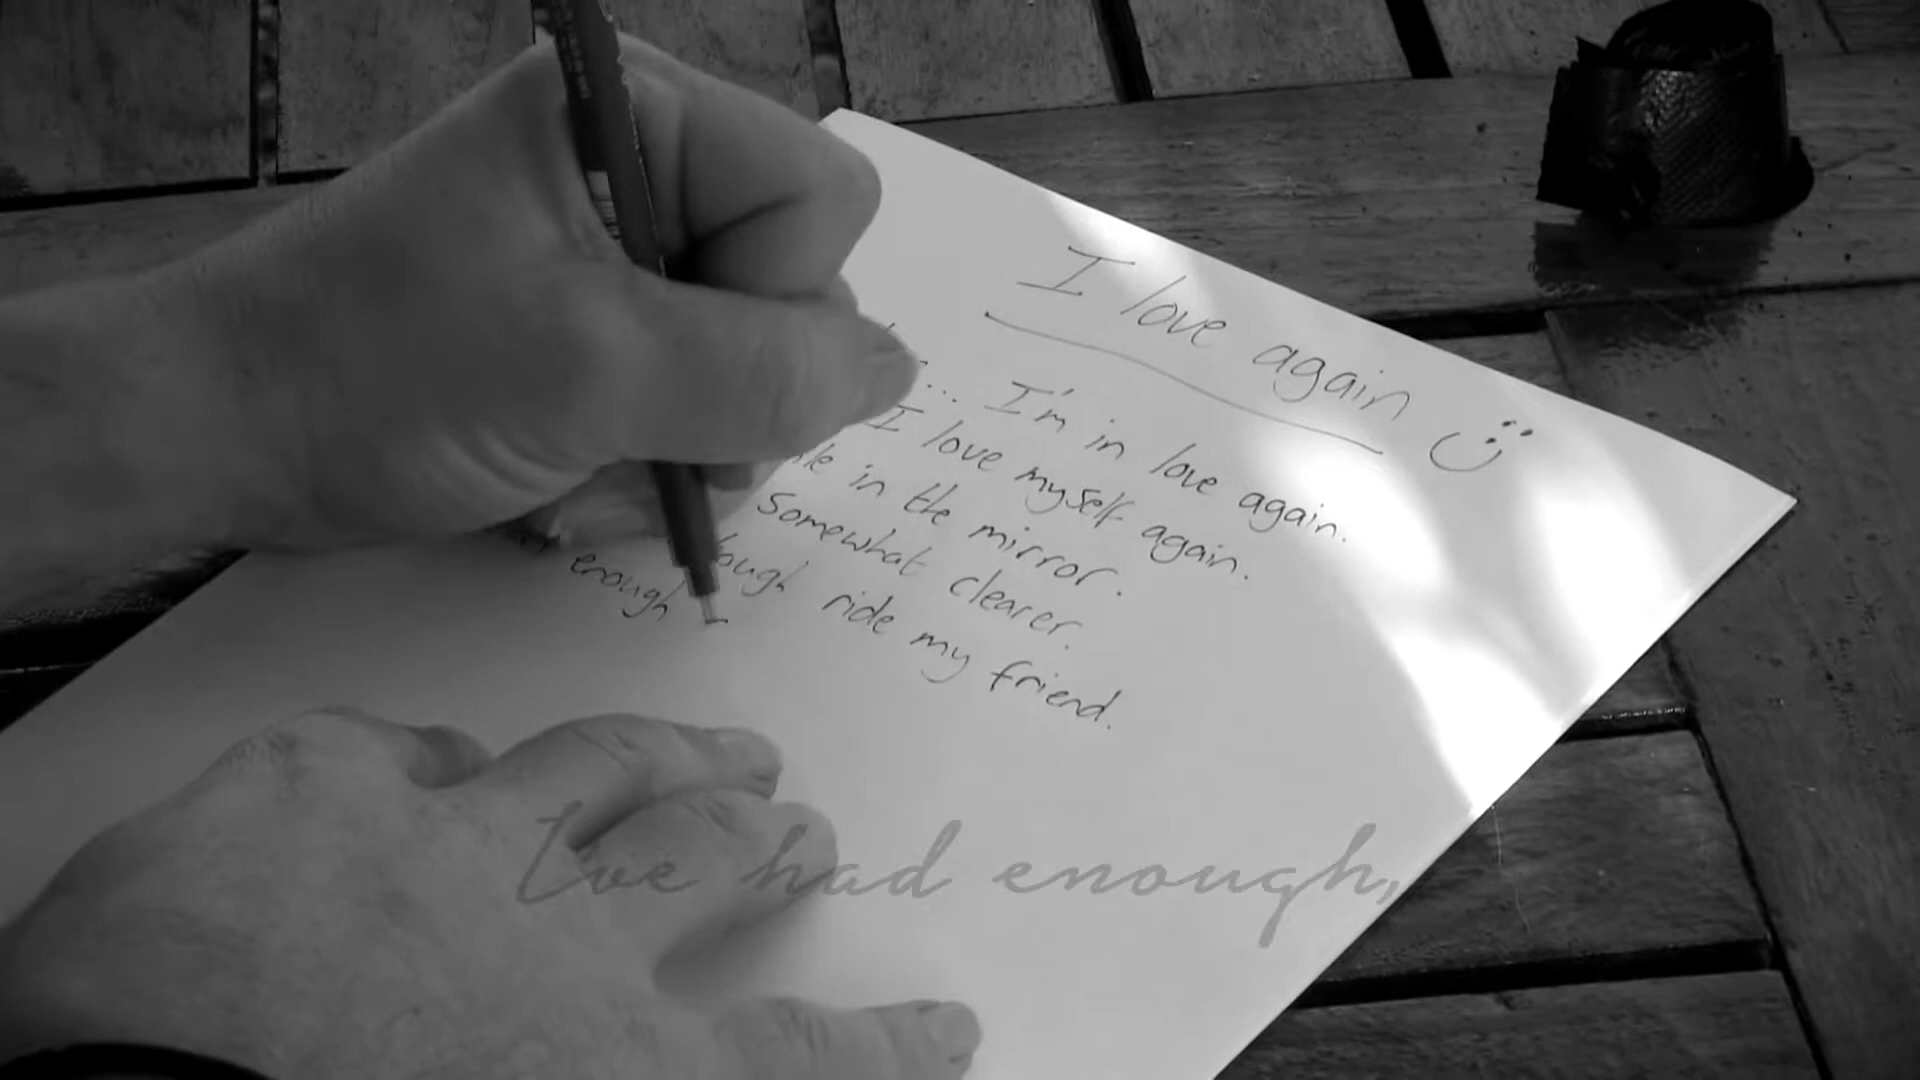 I love again
I'm in love again.
I love myself again.
in the mirror.
Somewhat clearer.
ride my friend.
enough
I've had enough,